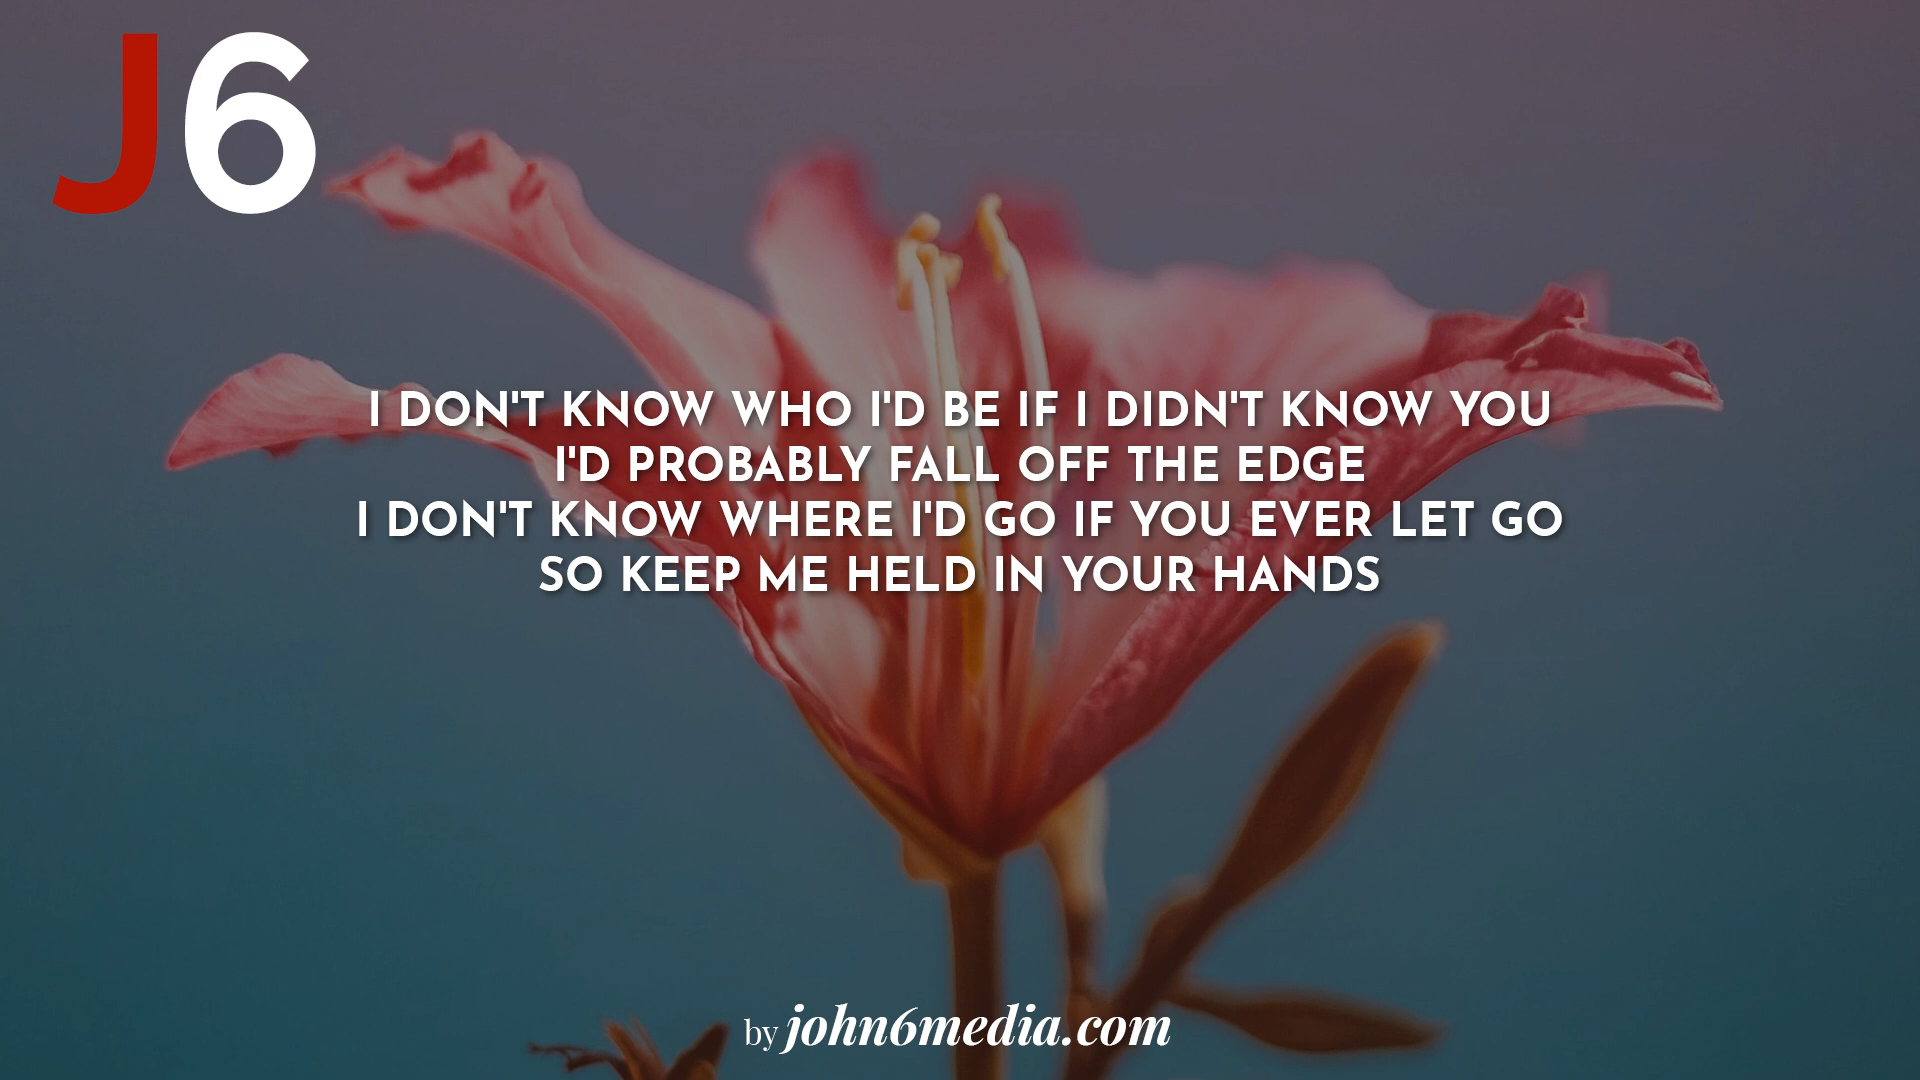 J6
I DON'T KNOW WHO I'D BE IF I DIDN'T KNOW YOU
I'D PROBABLY FALL OFF THE EDGE
I DON'T KNOW WHERE I'D GO IF YOU EVER LET GO
SO KEEP ME HELD IN YOUR HANDS
by john6media.com